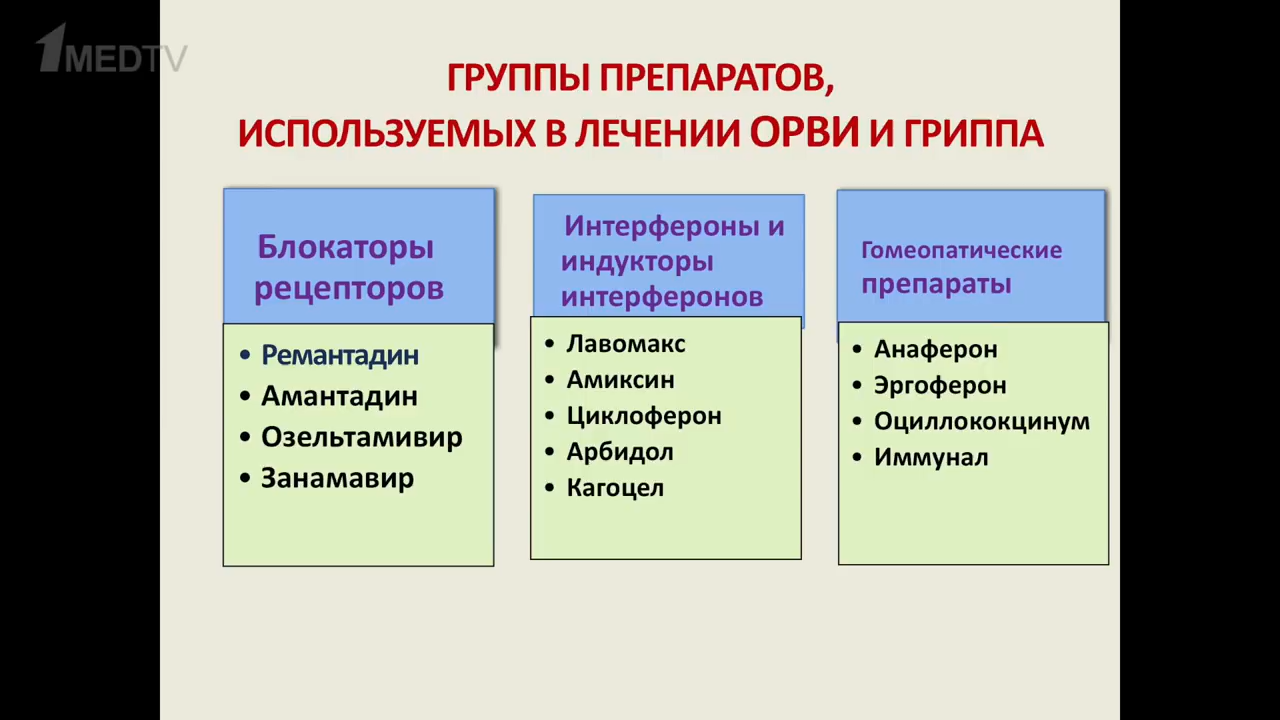 1MEDTV
ГРУППЫ ПРЕПАРАТОВ,
ИСПОЛЬЗУЕМЫХ В ЛЕЧЕНИИ ОРВИ И ГРИППА
Блокаторы
рецепторов
• Ремантадин
• Амантадин
• Озельтамивир
• Занамавир
Интерфероны и
индукторы
интерферонов
• Лавомакс
• Амиксин
• Циклоферон
• Арбидол
• Кагоцел
Гомеопатические
препараты
• Анаферон
• Эргоферон
• Оциллококцинум
• Иммунал